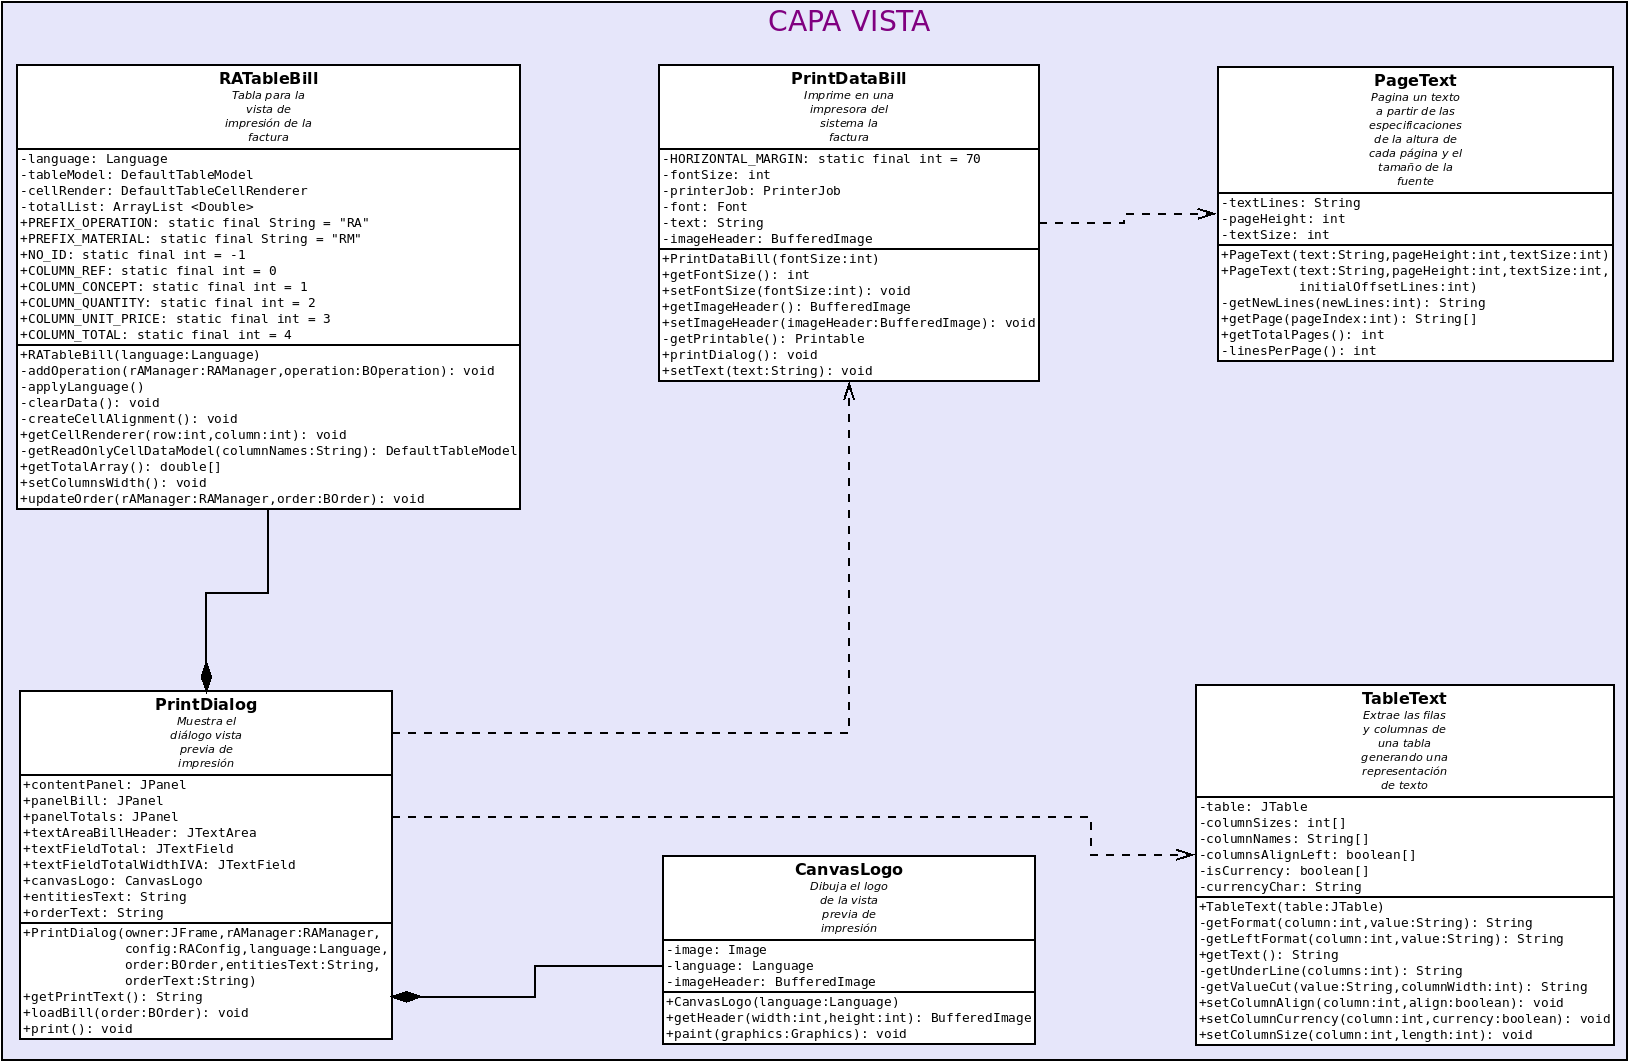 CAPA VISTA
RATableBill
Tabla para la
vista de
impresión de la
factura
-language: Language
-tableModel: DefaultTableModel
-cellRender: DefaultTableCellRenderer
-totalList: ArrayList <Double>
+PREFIX_OPERATION: static final String = "RA"
+PREFIX_MATERIAL: static final String = "RM"
+NO_ID: static final int = -1
+COLUMN_REF: static final int = 0
+COLUMN_CONCEPT: static final int = 1
+COLUMN_QUANTITY: static final int = 2
+COLUMN_UNIT_PRICE: static final int = 3
+COLUMN_TOTAL: static final int = 4
+RATableBill(language:Language)
-addOperation(rAManager:RAManager,operation:BOperation): void
-applyLanguage()
-clearData(): void
-createCellAlignment(): void
+getCellRenderer(row:int,column:int): void
-getReadOnlyCellDataModel(columnNames:String): DefaultTableModel
+getTotalArray(): double[]
+setColumnsWidth(): void
+updateOrder(rAManager:RAManager,order:BOrder): void
PrintDataBill
Imprime en una
impresora del
sistema la
factura
-HORIZONTAL_MARGIN: static final int = 70
-fontSize: int
-printerJob: PrinterJob
-font: Font
-text: String
-imageHeader: BufferedImage
+PrintDataBill(fontSize:int)
+getFontSize(): int
+setFontSize(fontSize:int): void
+getImageHeader(): BufferedImage
+setImageHeader(imageHeader:BufferedImage): void
-getPrintable(): Printable
+printDialog(): void
+setText(text:String): void
PageText
Pagina un texto
a partir de las
especificaciones
de la altura de
cada página y el
tamaño de la
fuente
-textLines: String
-pageHeight: int
-textSize: int
+PageText(text:String,pageHeight:int,textSize:int)
+PageText(text:String,pageHeight:int,textSize:int,
initialOffsetLines:int)
-getNewLines(newLines:int): String
+getPage(pageIndex:int): String[]
+getTotalPages(): int
-linesPerPage(): int
PrintDialog
Muestra el
diálogo vista
previa de
impresión
+contentPanel: JPanel
+panelBill: JPanel
+panelTotals: JPanel
+textAreaBillHeader: JTextArea
+textFieldTotal: JTextField
+textFieldTotalWidthIVA: JTextField
+canvasLogo: CanvasLogo
+entitiesText: String
+orderText: String
+PrintDialog(owner:JFrame,rAManager:RAManager,
config:RAConfig,language:Language,
order:BOrder,entitiesText:String,
orderText:String)
+getPrintText(): String
+loadBill(order:BOrder): void
+print(): void
CanvasLogo
Dibuja el logo
de la vista
previa de
impresión
-image: Image
-language: Language
-imageHeader: BufferedImage
+CanvasLogo(language:Language)
+getHeader(width:int,height:int): BufferedImage
+paint(graphics:Graphics): void
TableText
Extrae las filas
y columnas de
una tabla
generando una
representación
de texto
-table: JTable
-columnSizes: int[]
-columnNames: String[]
-columnsAlignLeft: boolean[]
-isCurrency: boolean[]
-currencyChar: String
+TableText(table:JTable)
-getFormat(column:int,value:String): String
-getLeftFormat(column:int,value:String): String
+getText(): String
-getUnderLine(columns:int): String
-getValueCut(value:String,columnWidth:int): String
+setColumnAlign(column:int,align:boolean): void
+setColumnCurrency(column:int,currency:boolean): void
+setColumnSize(column:int,length:int): void